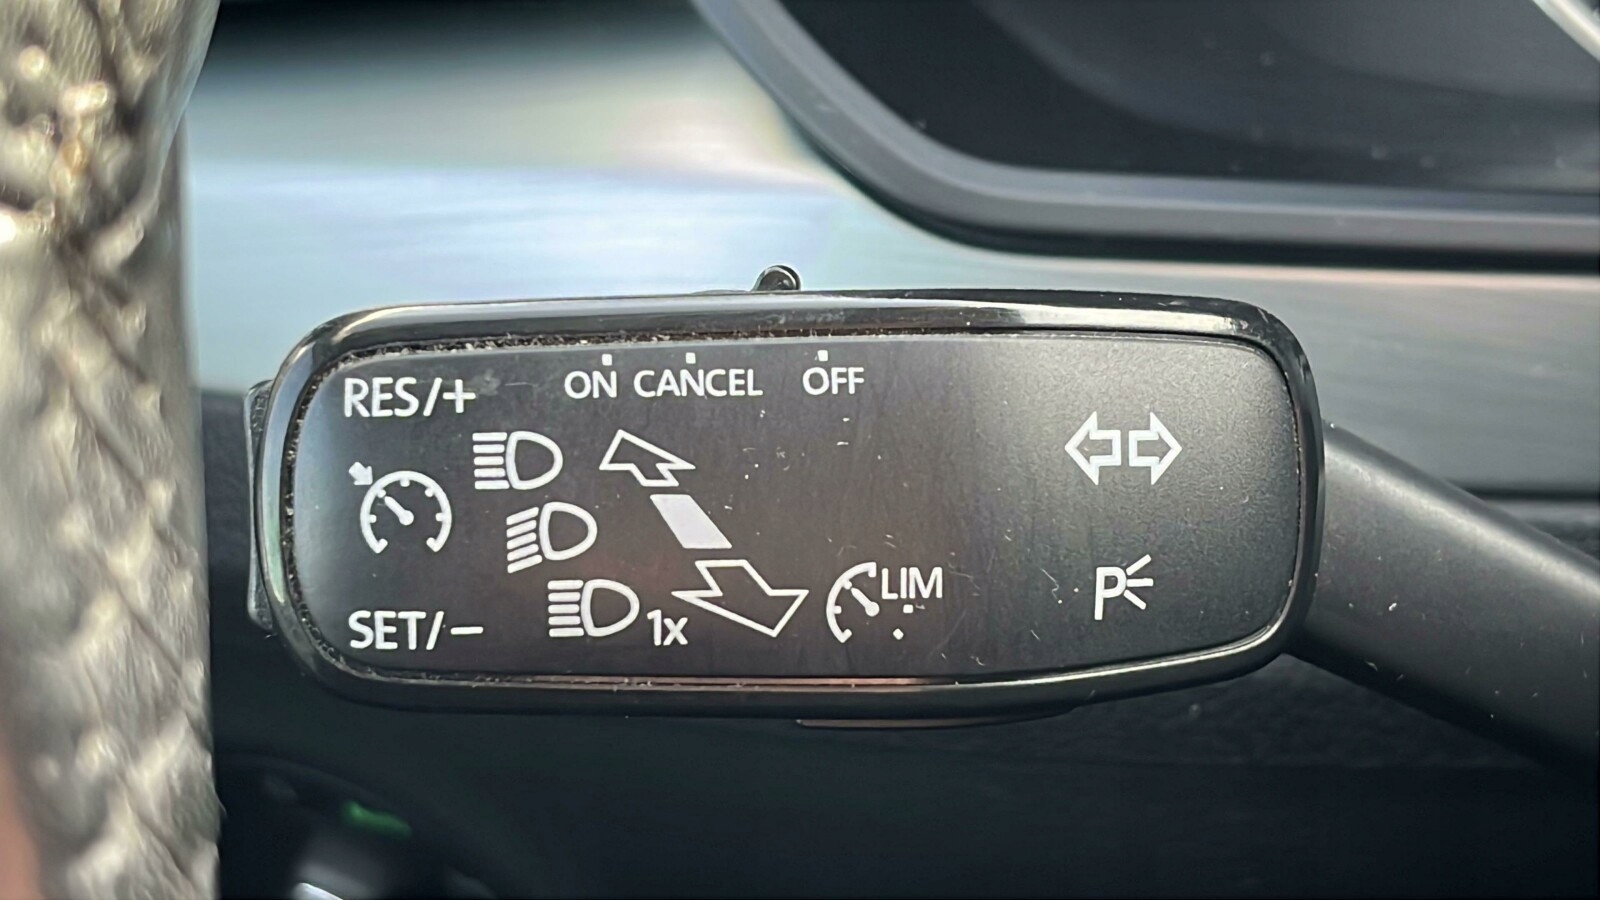 ON CANCEL OFF
RES/+
SET/−
1x
LIM
P